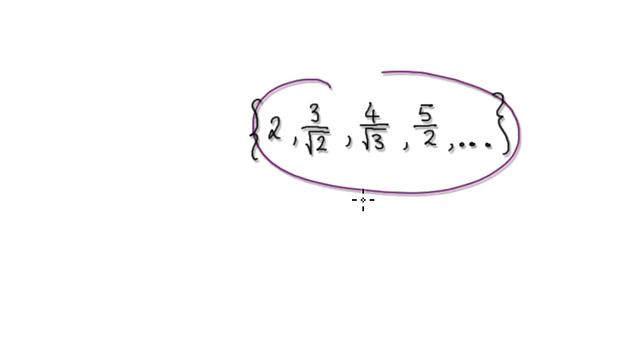 {2, 3/√2, 4/√3, 5/2, ...}